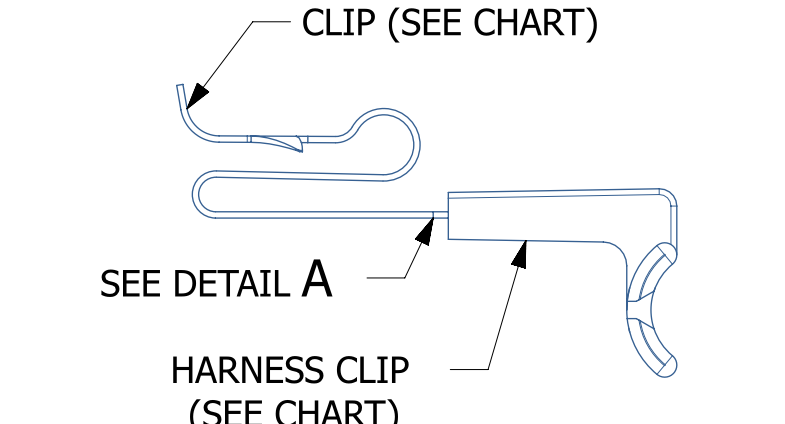 CLIP (SEE CHART)
SEE DETAIL A
HARNESS CLIP
(SEE CHART)